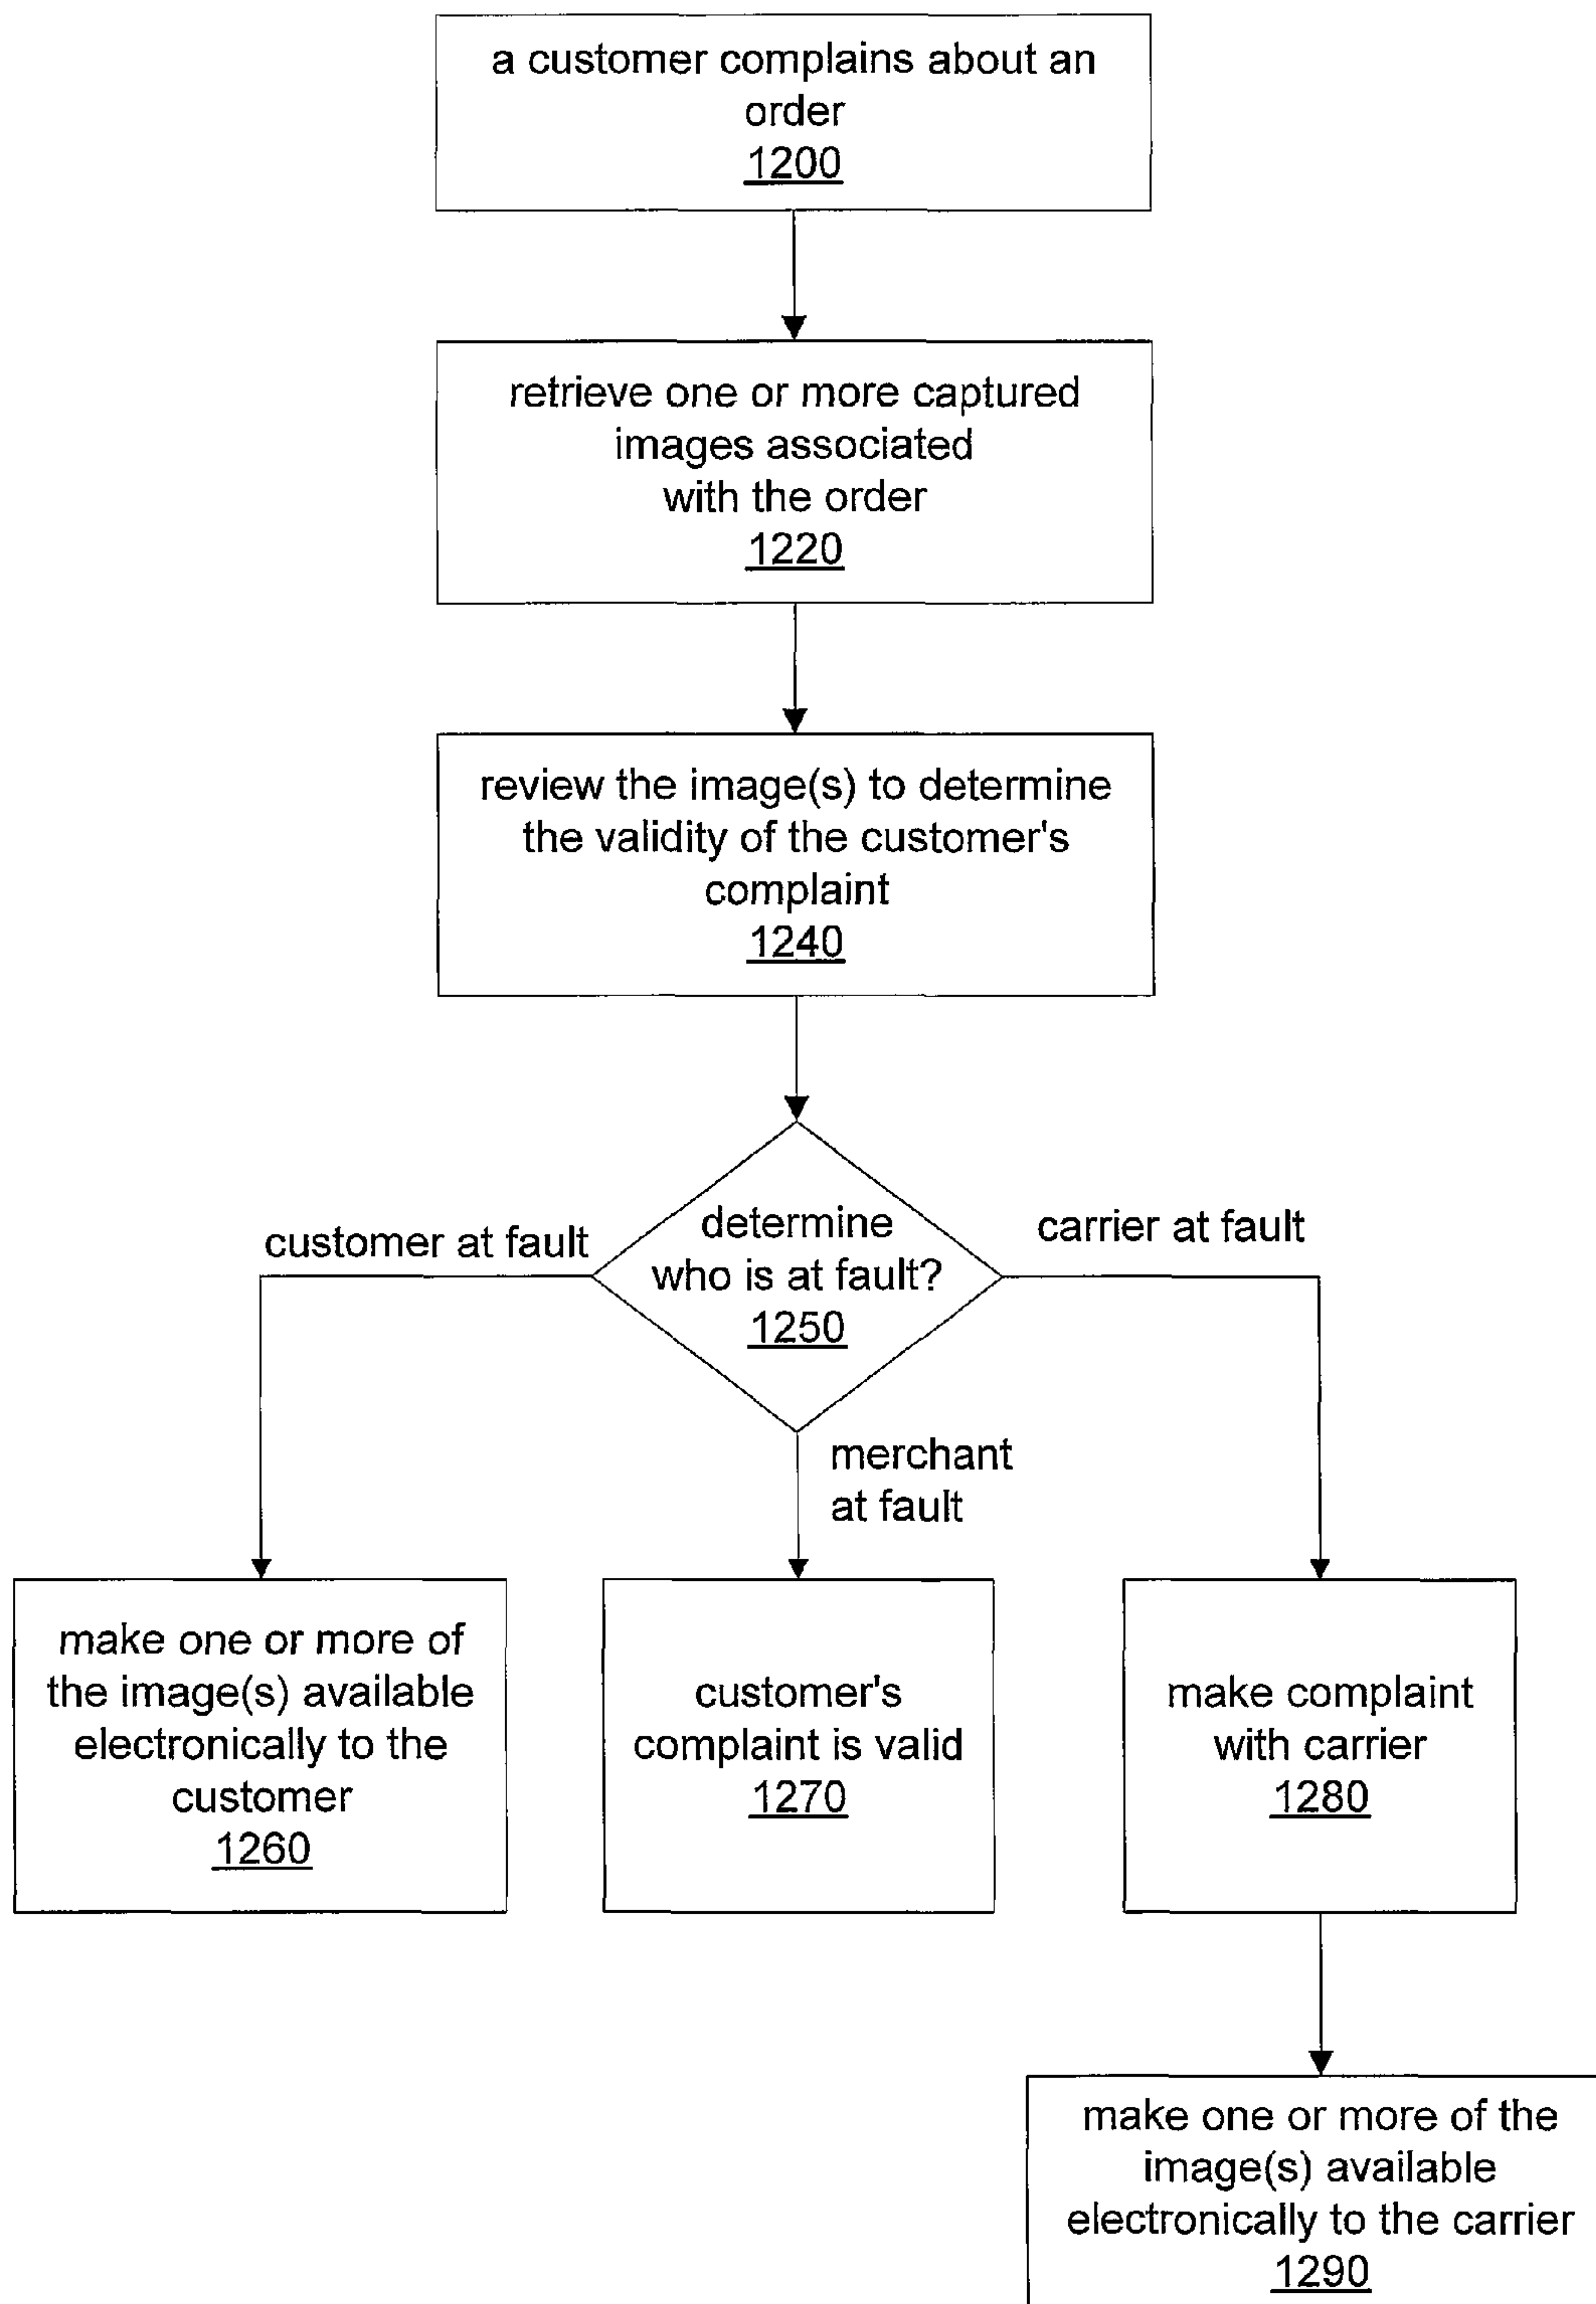 a customer complains about an
order
1200
retrieve one or more captured
images associated
with the order
1220
review the image(s) to determine
the validity of the customer's
complaint
1240
determine
who is at fault?
1250
customer at fault
carrier at fault
merchant
at fault
make one or more of
the image(s) available
electronically to the
customer
1260
customer's
complaint is valid
1270
make complaint
with carrier
1280
make one or more of the
image(s) available
electronically to the carrier
1290